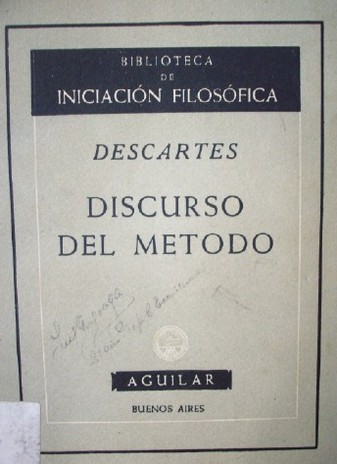 BIBLIOTECA
DE
INICIACIÓN FILOSÓFICA
DESCARTES
DISCURSO
DEL METODO
AGUILAR
BUENOS AIRES